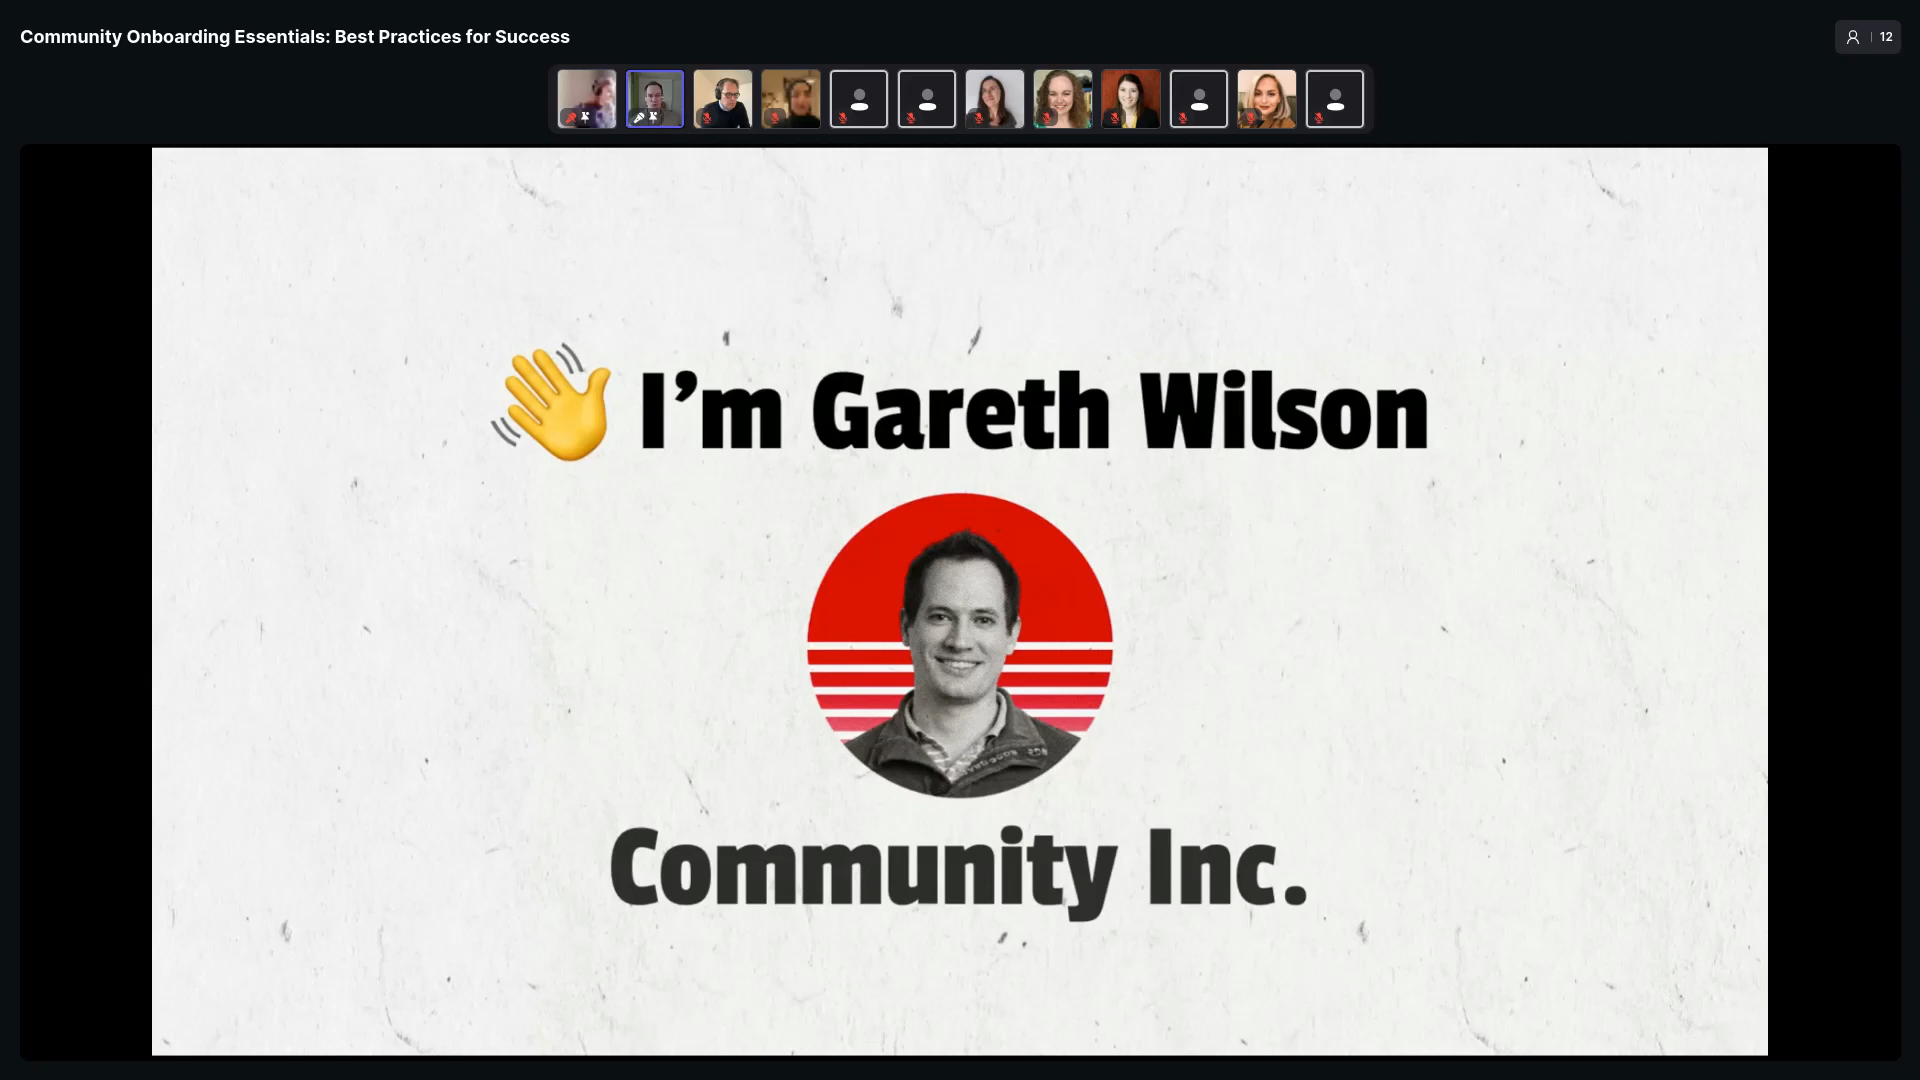 Community Onboarding Essentials: Best Practices for Success
12
👋 I’m Gareth Wilson
Community Inc.